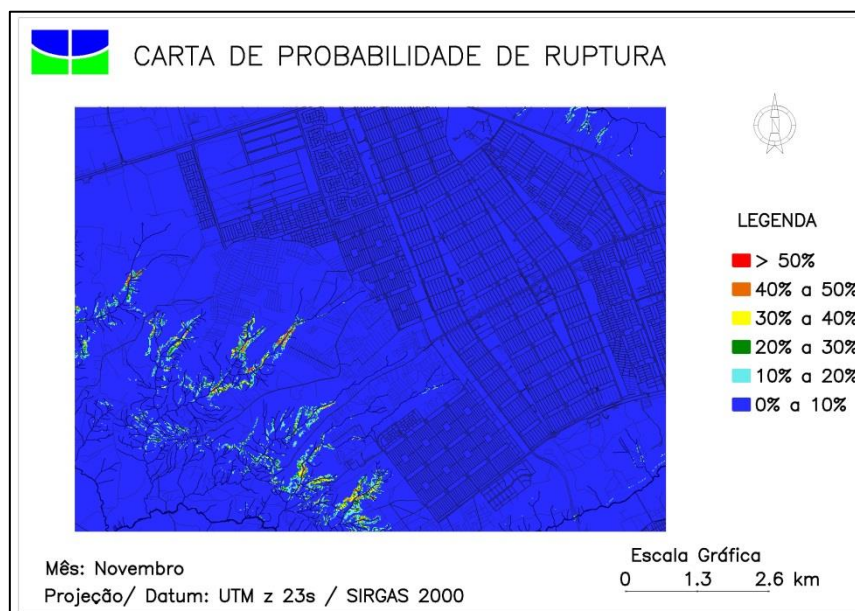 CARTA DE PROBABILIDADE DE RUPTURA
LEGENDA
> 50%
40% a 50%
30% a 40%
20% a 30%
10% a 20%
0% a 10%
Mês: Novembro
Projeção/ Datum: UTM z 23s / SIRGAS 2000
Escala Gráfica
0 1.3 2.6 km